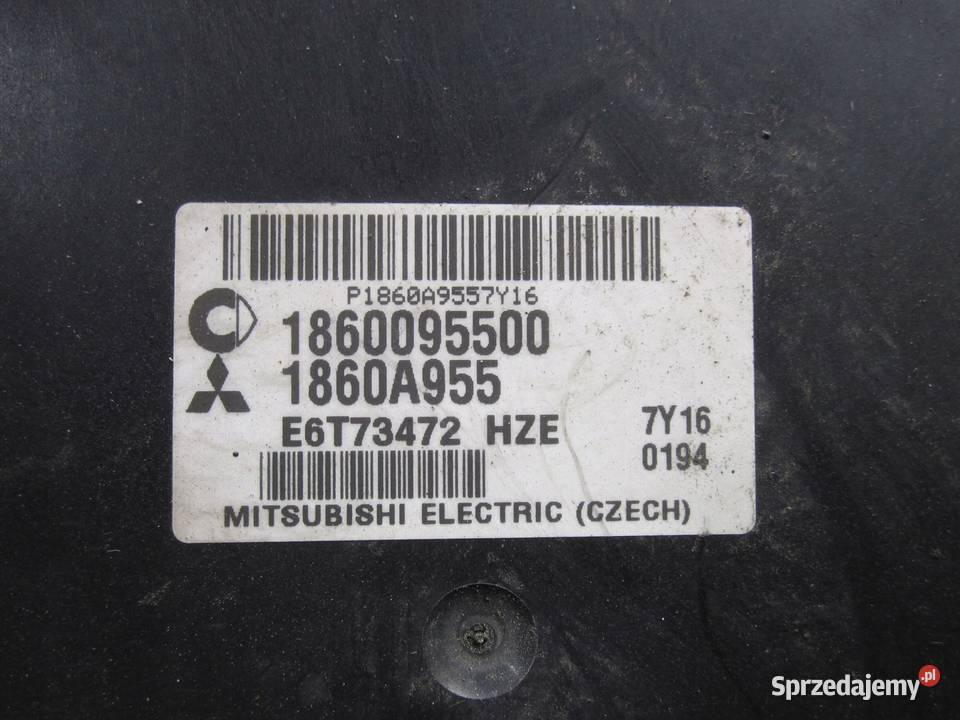 P1860A9557Y16
1860095500
1860A955
E6T73472 HZE
7Y16
0194
MITSUBISHI ELECTRIC (CZECH)
Sprzedajemy.pl